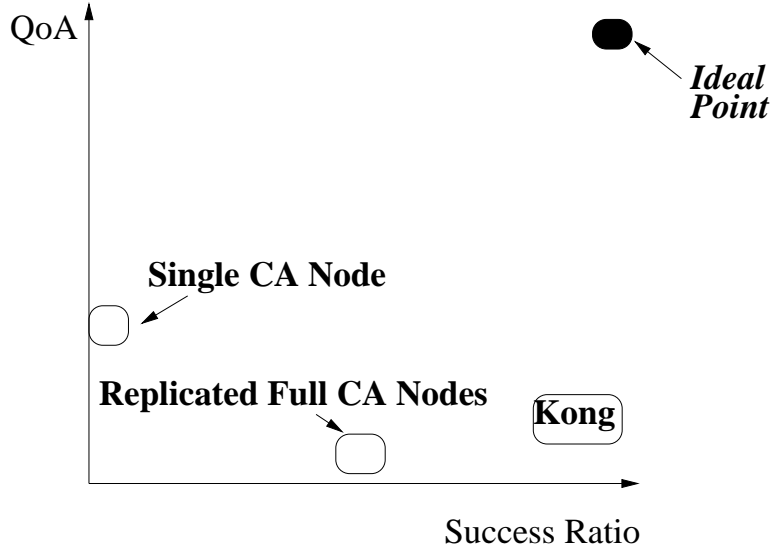 QoA
Ideal
Point
Single CA Node
Replicated Full CA Nodes
Kong
Success Ratio